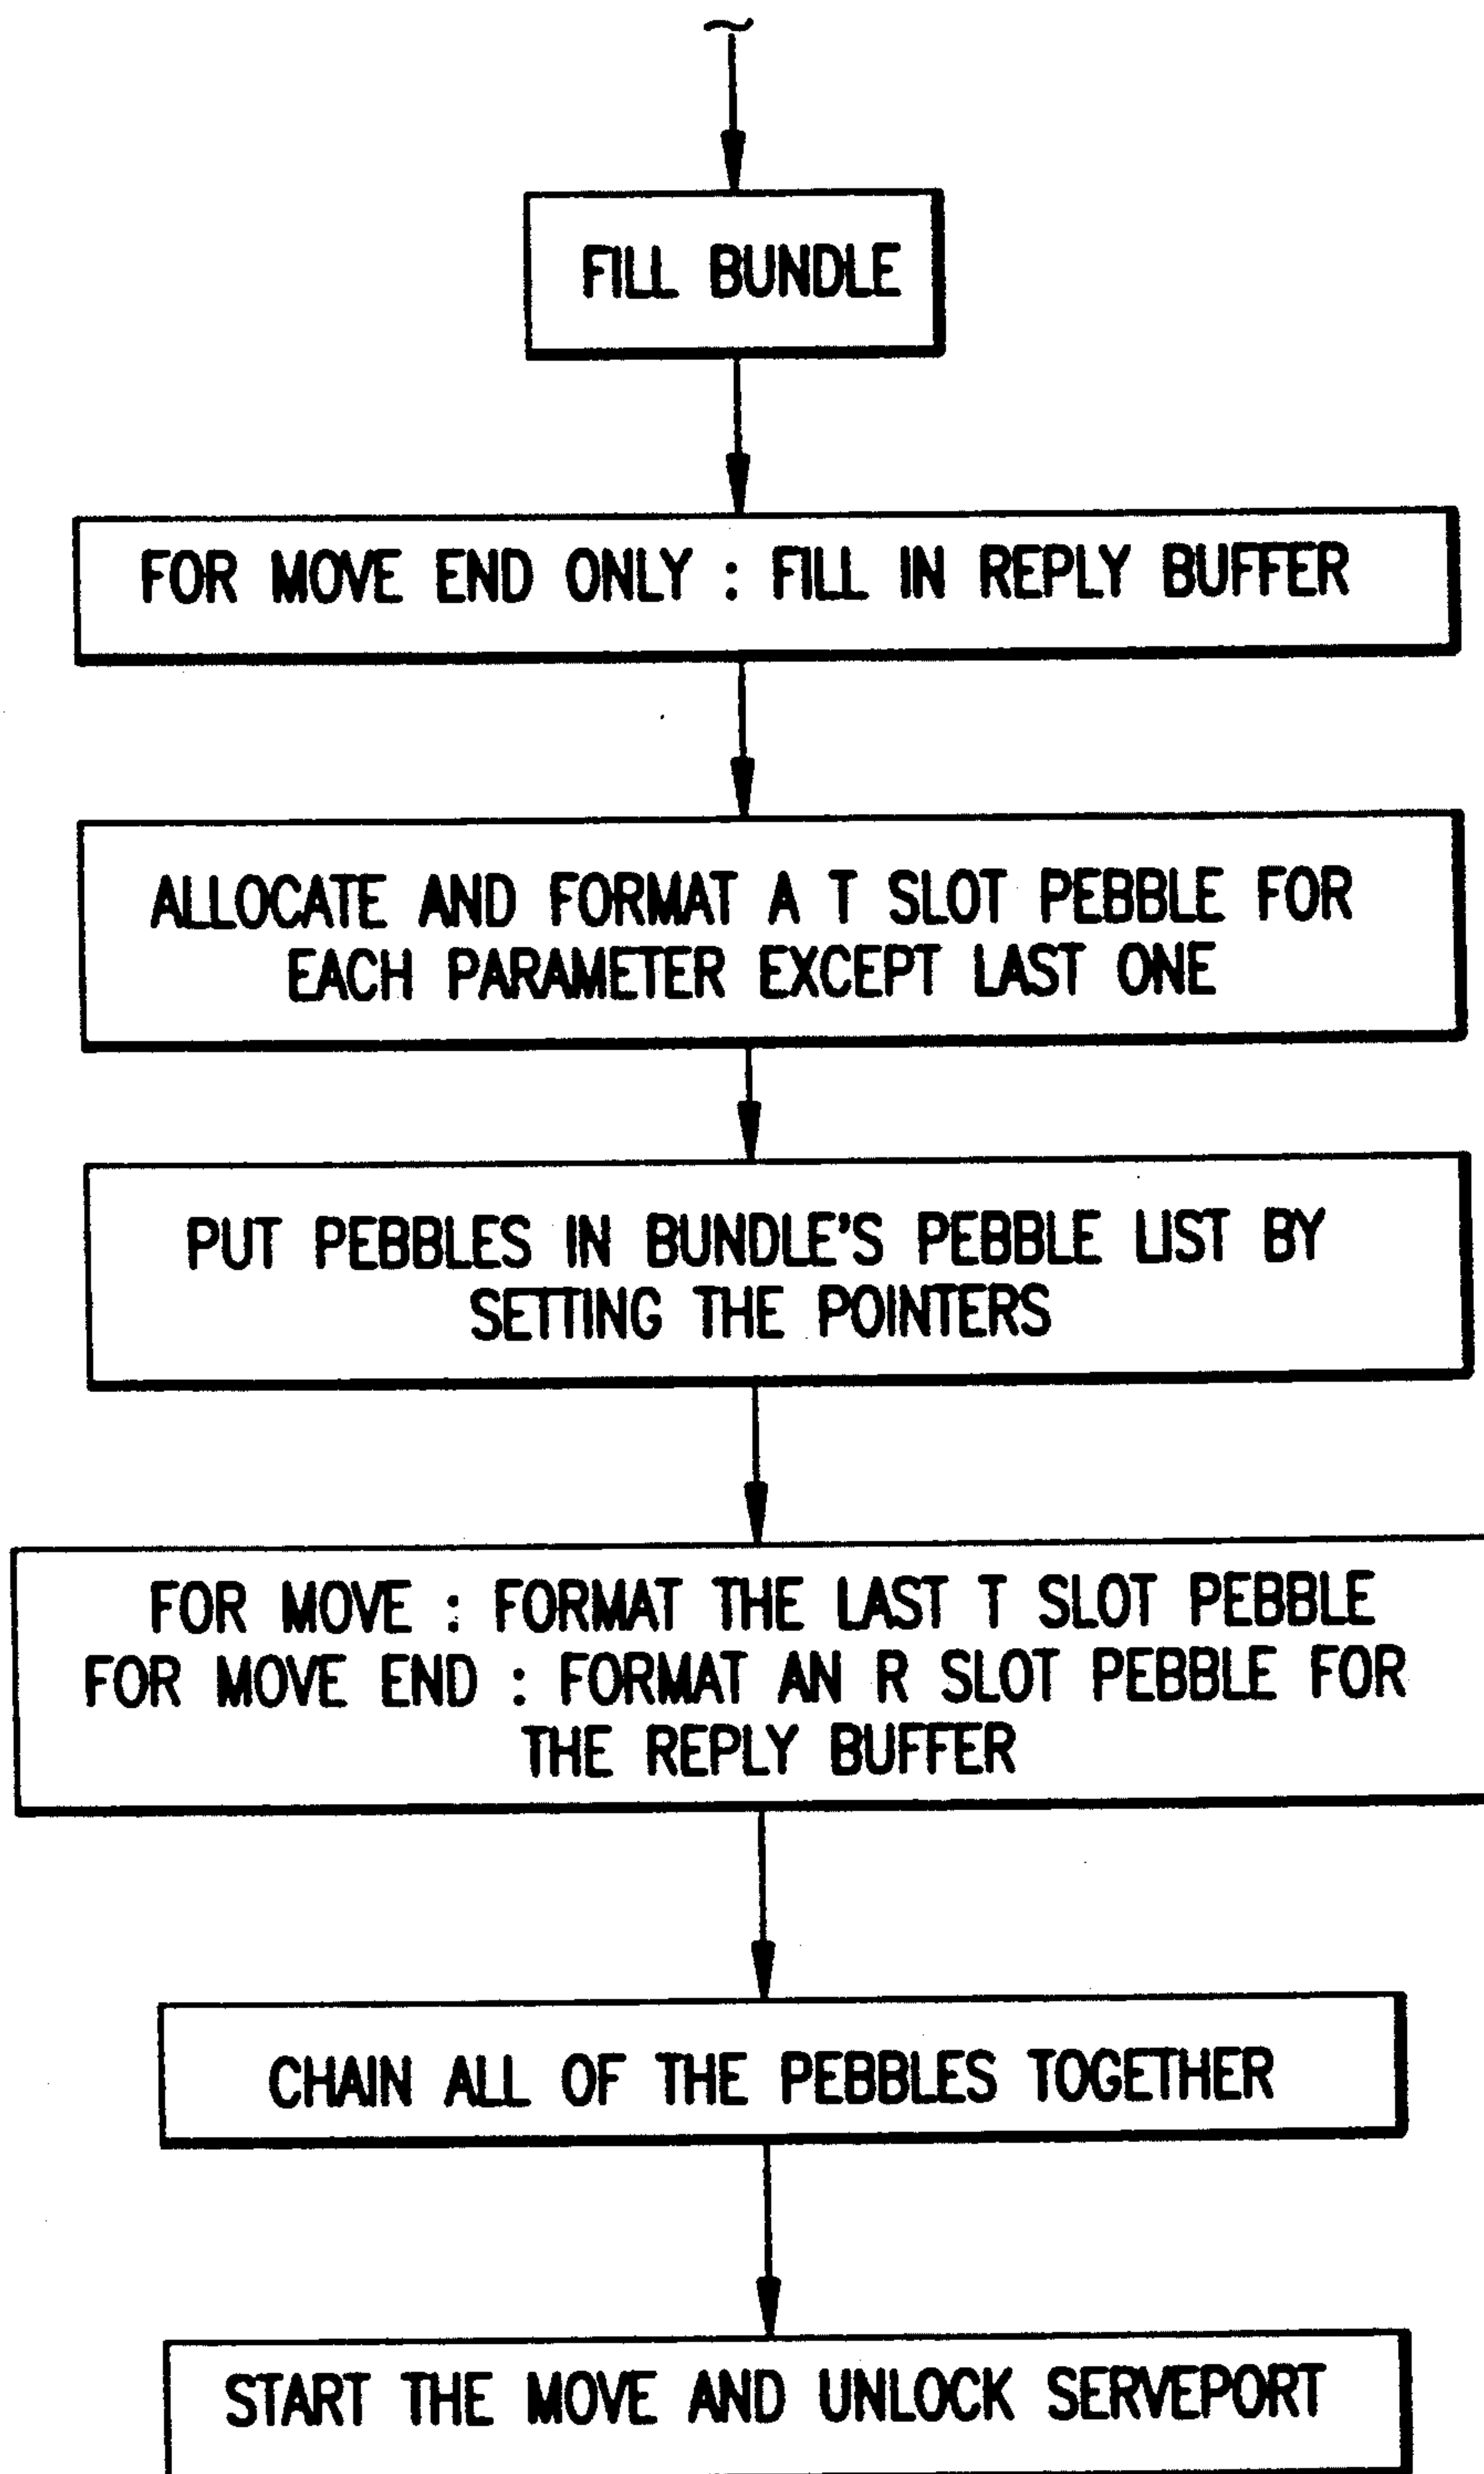 FILL BUNDLE
FOR MOVE END ONLY : FILL IN REPLY BUFFER
ALLOCATE AND FORMAT A T SLOT PEBBLE FOR
EACH PARAMETER EXCEPT LAST ONE
PUT PEBBLES IN BUNDLE'S PEBBLE LIST BY
SETTING THE POINTERS
FOR MOVE : FORMAT THE LAST T SLOT PEBBLE
FOR MOVE END : FORMAT AN R SLOT PEBBLE FOR
THE REPLY BUFFER
CHAIN ALL OF THE PEBBLES TOGETHER
START THE MOVE AND UNLOCK SERVEPORT